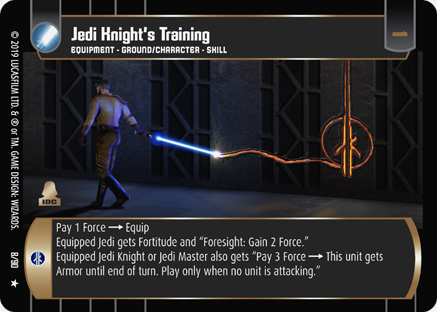 Jedi Knight's Training
EQUIPMENT - GROUND/CHARACTER - SKILL
© 2019 LUCASFILM LTD. & ® or TM. GAME DESIGN: WIZARDS.
8/90
IDC
Pay 1 Force → Equip
Equipped Jedi gets Fortitude and “Foresight: Gain 2 Force.”
Equipped Jedi Knight or Jedi Master also gets “Pay 3 Force → This unit gets
Armor until end of turn. Play only when no unit is attacking.”